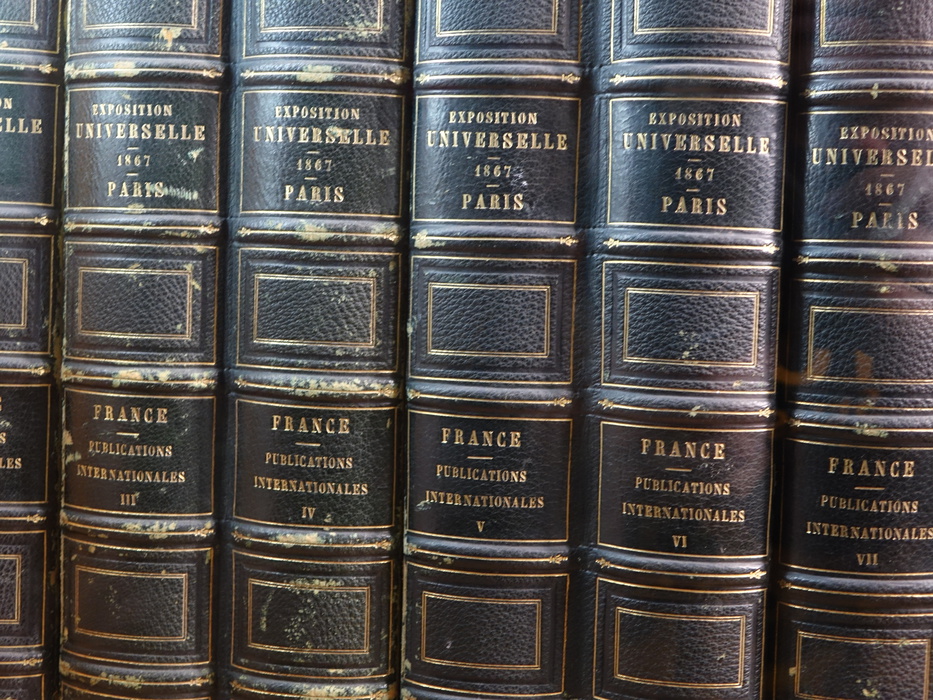 EXPOSITION
UNIVERSELLE
1867
PARIS
FRANCE
PUBLICATIONS
INTERNATIONALES
III
EXPOSITION
UNIVERSELLE
1867
PARIS
FRANCE
PUBLICATIONS
INTERNATIONALES
IV
EXPOSITION
UNIVERSELLE
1867
PARIS
FRANCE
PUBLICATIONS
INTERNATIONALES
V
EXPOSITION
UNIVERSELLE
1867
PARIS
FRANCE
PUBLICATIONS
INTERNATIONALES
VI
EXPOSITION
UNIVERSEL
1867
PARIS
FRANCE
PUBLICATIONS
INTERNATIONALES
VII